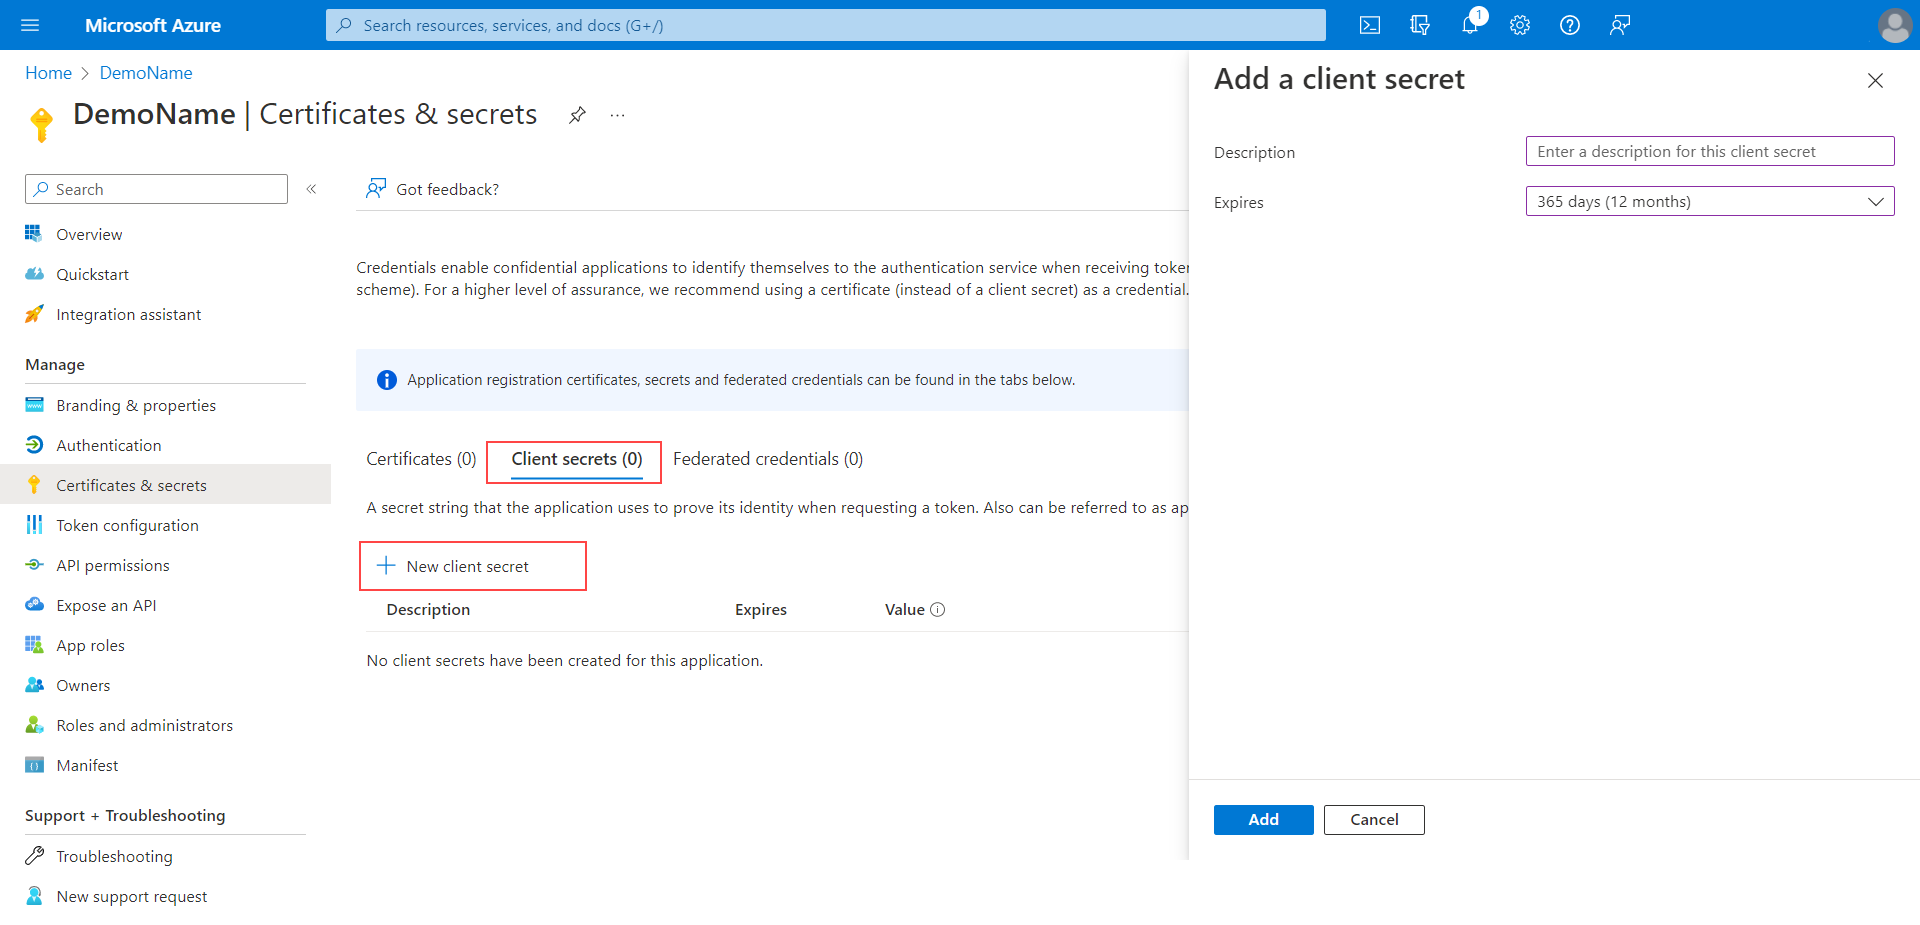 Microsoft Azure
Search resources, services, and docs (G+/)
1
Home > DemoName
DemoName | Certificates & secrets
...
Search
«
Overview
Quickstart
Integration assistant
Manage
Branding & properties
Authentication
Certificates & secrets
Token configuration
API permissions
Expose an API
App roles
Owners
Roles and administrators
Manifest
Support + Troubleshooting
Troubleshooting
New support request
Got feedback?
Credentials enable confidential applications to identify themselves to the authentication service when receiving toker
scheme). For a higher level of assurance, we recommend using a certificate (instead of a client secret) as a credential.
Application registration certificates, secrets and federated credentials can be found in the tabs below.
Certificates (0) Client secrets (0) Federated credentials (0)
A secret string that the application uses to prove its identity when requesting a token. Also can be referred to as ap
New client secret
Description Expires Value
No client secrets have been created for this application.
Add a client secret
Description
Enter a description for this client secret
Expires
365 days (12 months)
Add Cancel